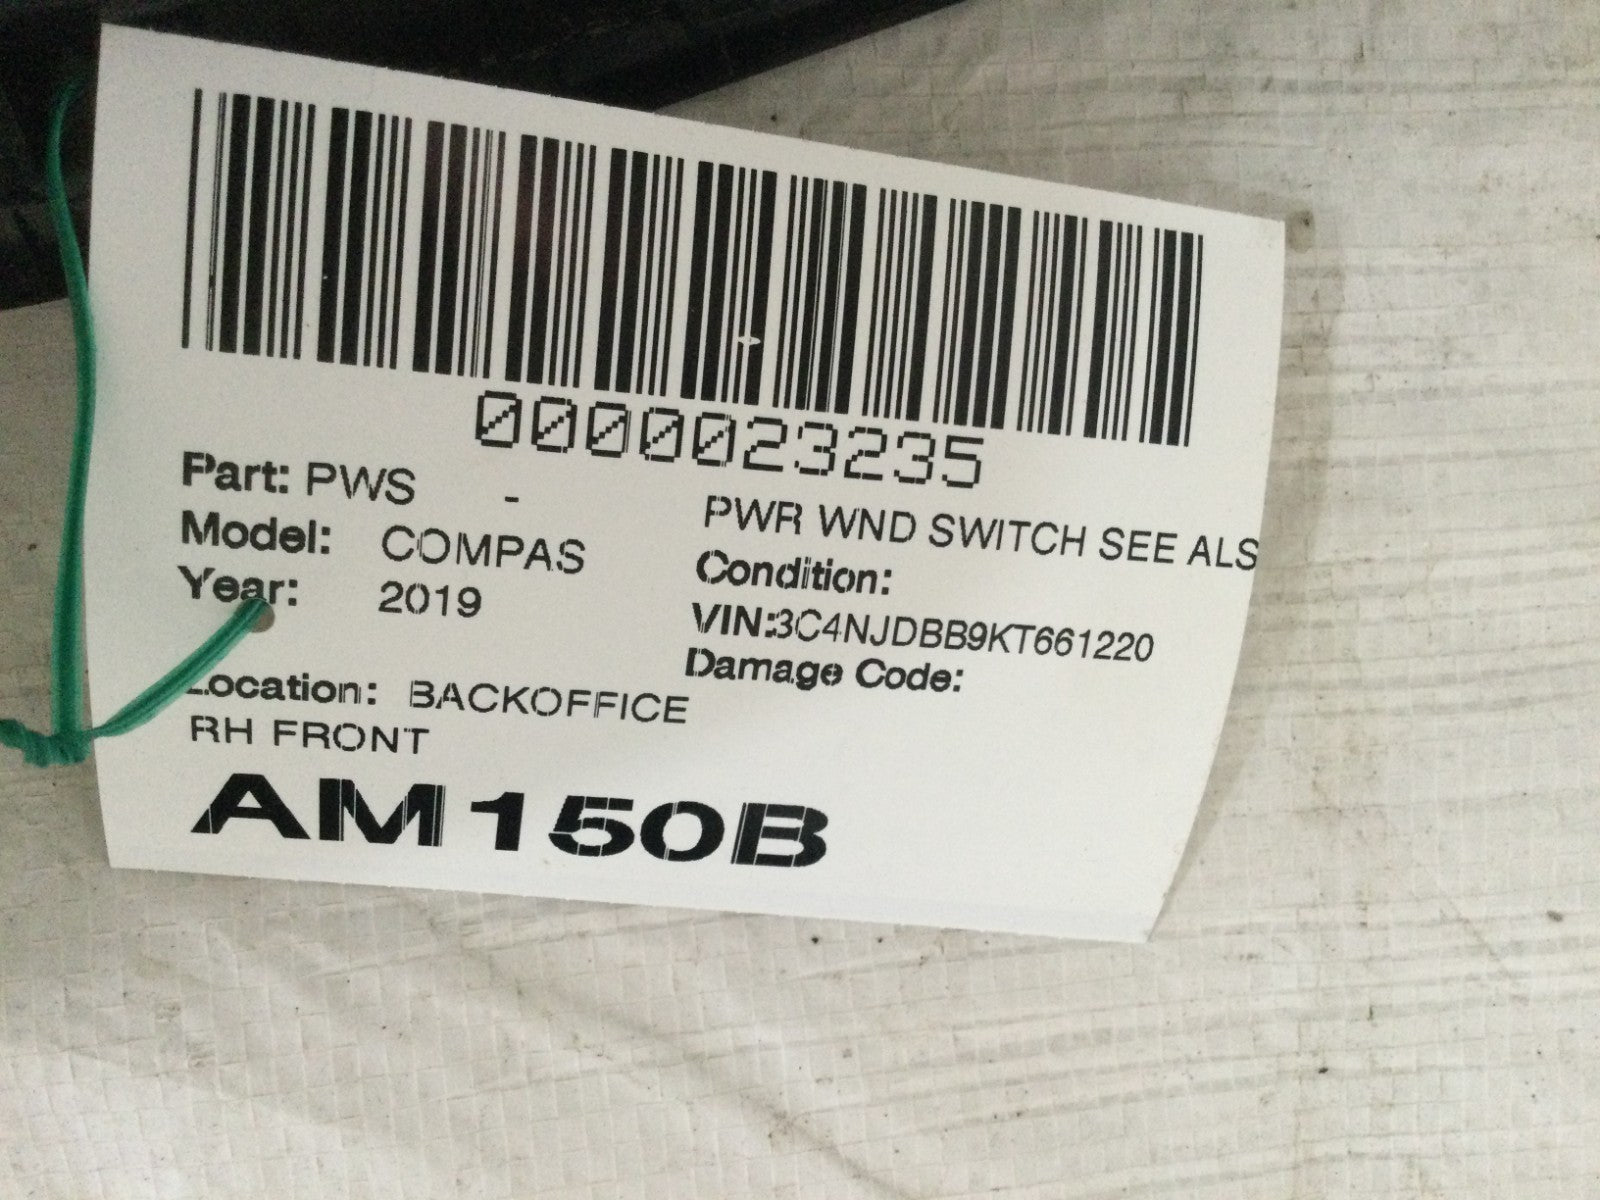 0000023235
Part: PWS -
PWR WND SWITCH SEE ALS
Model: COMPAS
Condition:
Year: 2019
VIN:3C4NJDBB9KT661220
Damage Code:
Location: BACKOFFICE
RH FRONT
AM150B